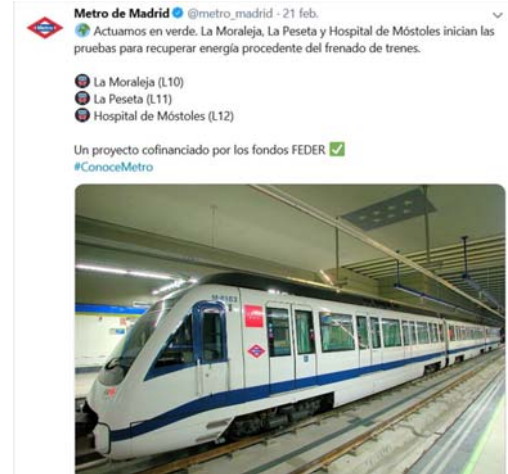 Metro de Madrid @metro_madrid · 21 feb.
Actuamos en verde. La Moraleja, La Peseta y Hospital de Móstoles inician las
pruebas para recuperar energía procedente del frenado de trenes.
La Moraleja (L10)
La Peseta (L11)
Hospital de Móstoles (L12)
Un proyecto cofinanciado por los fondos FEDER
#ConoceMetro